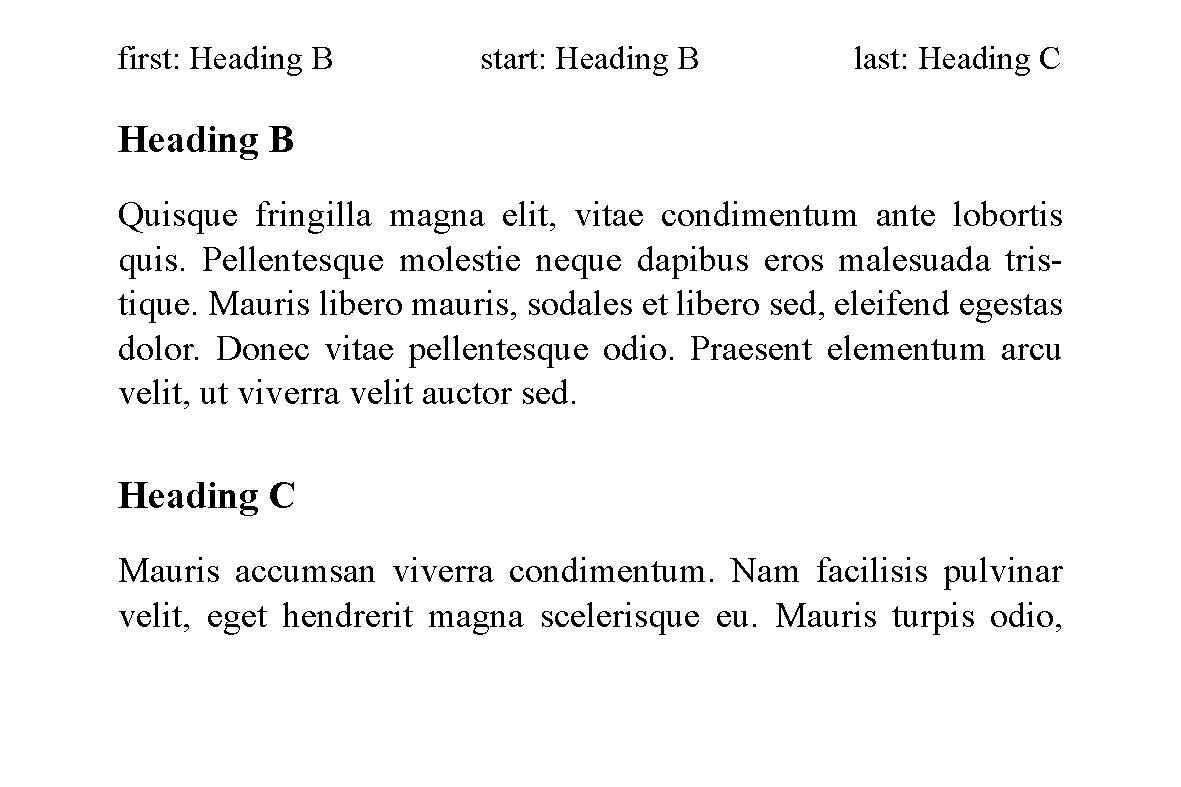 first: Heading B start: Heading B last: Heading C
Heading B
Quisque fringilla magna elit, vitae condimentum ante lobortis
quis. Pellentesque molestie neque dapibus eros malesuada tris-
tique. Mauris libero mauris, sodales et libero sed, eleifend egestas
dolor. Donec vitae pellentesque odio. Praesent elementum arcu
velit, ut viverra velit auctor sed.
Heading C
Mauris accumsan viverra condimentum. Nam facilisis pulvinar
velit, eget hendrerit magna scelerisque eu. Mauris turpis odio,